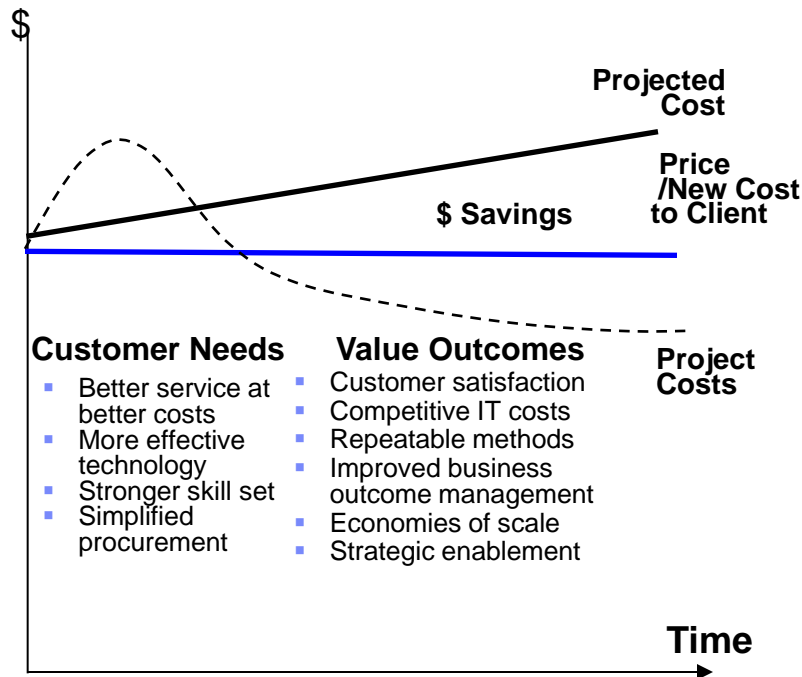 $
Projected
Cost
Price
/New Cost
to Client
$ Savings
Project
Costs
Customer Needs
Better service at
better costs
More effective
technology
Stronger skill set
Simplified
procurement
Value Outcomes
Customer satisfaction
Competitive IT costs
Repeatable methods
Improved business
outcome management
Economies of scale
Strategic enablement
Time